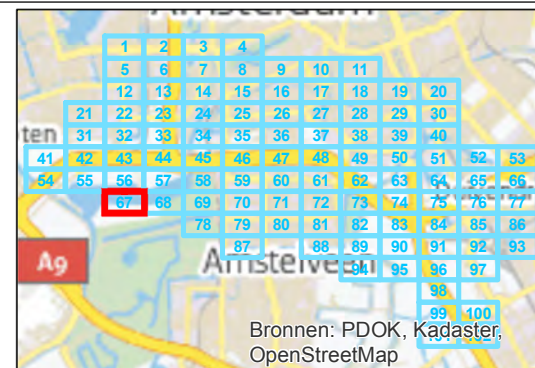 Amsterdam
1 2 3 4
5 6 7 8 9 10 11
12 13 14 15 16 17 18 19 20
21 22 23 24 25 26 27 28 29 30
ten 31 32 33 34 35 36 37 38 39 40
41 42 43 44 45 46 47 48 49 50 51 52 53
54 55 56 57 58 59 60 61 62 63 64 65 66
67 68 69 70 71 72 73 74 75 76 77
78 79 80 81 82 83 84 85 86
A9 Amstelveen 87 88 89 90 91 92 93
94 95 96 97
98
99 100
Bronnen: PDOK, Kadaster,
OpenStreetMap